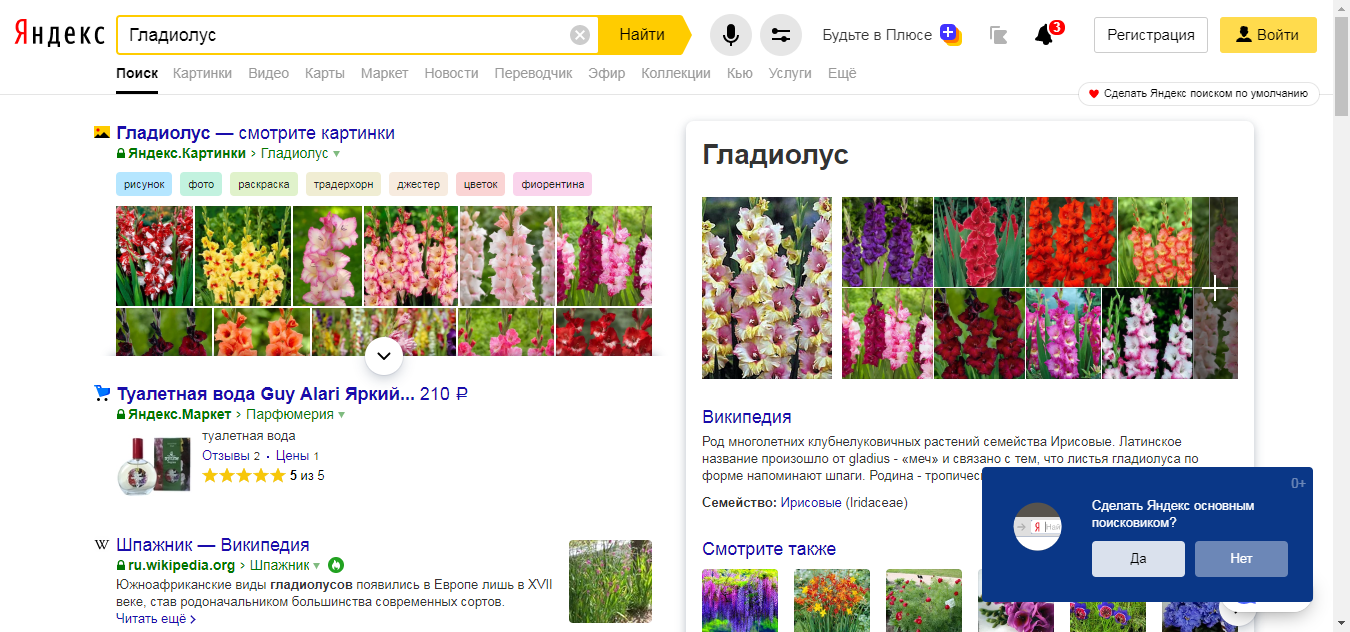 Яндекс
Гладиолус
Найти
Будьте в Плюсе
3
Регистрация
Войти
Поиск Картинки Видео Карты Маркет Новости Переводчик Эфир Коллекции Кью Услуги Ещё
Сделать Яндекс поиском по умолчанию
Гладиолус — смотрите картинки
Яндекс.Картинки › Гладиолус
рисунок фото раскраска традерхорн джестер цветок фиорентина
Туалетная вода Guy Alari Яркий... 210 ₽
Яндекс.Маркет › Парфюмерия
туалетная вода
Отзывы 2 · Цены 1
5 из 5
W Шпажник — Википедия
ru.wikipedia.org › Шпажник
Южноафриканские виды гладиолусов появились в Европе лишь в XVII
веке, став родоначальником большинства современных сортов.
Читать ещё ›
Гладиолус
Википедия
Род многолетних клубнелуковичных растений семейства Ирисовые. Латинское
название произошло от gladius - «меч» и связано с тем, что листья гладиолуса по
форме напоминают шпаги. Родина - тропичес
Семейство: Ирисовые (Iridaceae)
Смотрите также
0+
Сделать Яндекс основным
поисковиком?
Я Най
Да
Нет